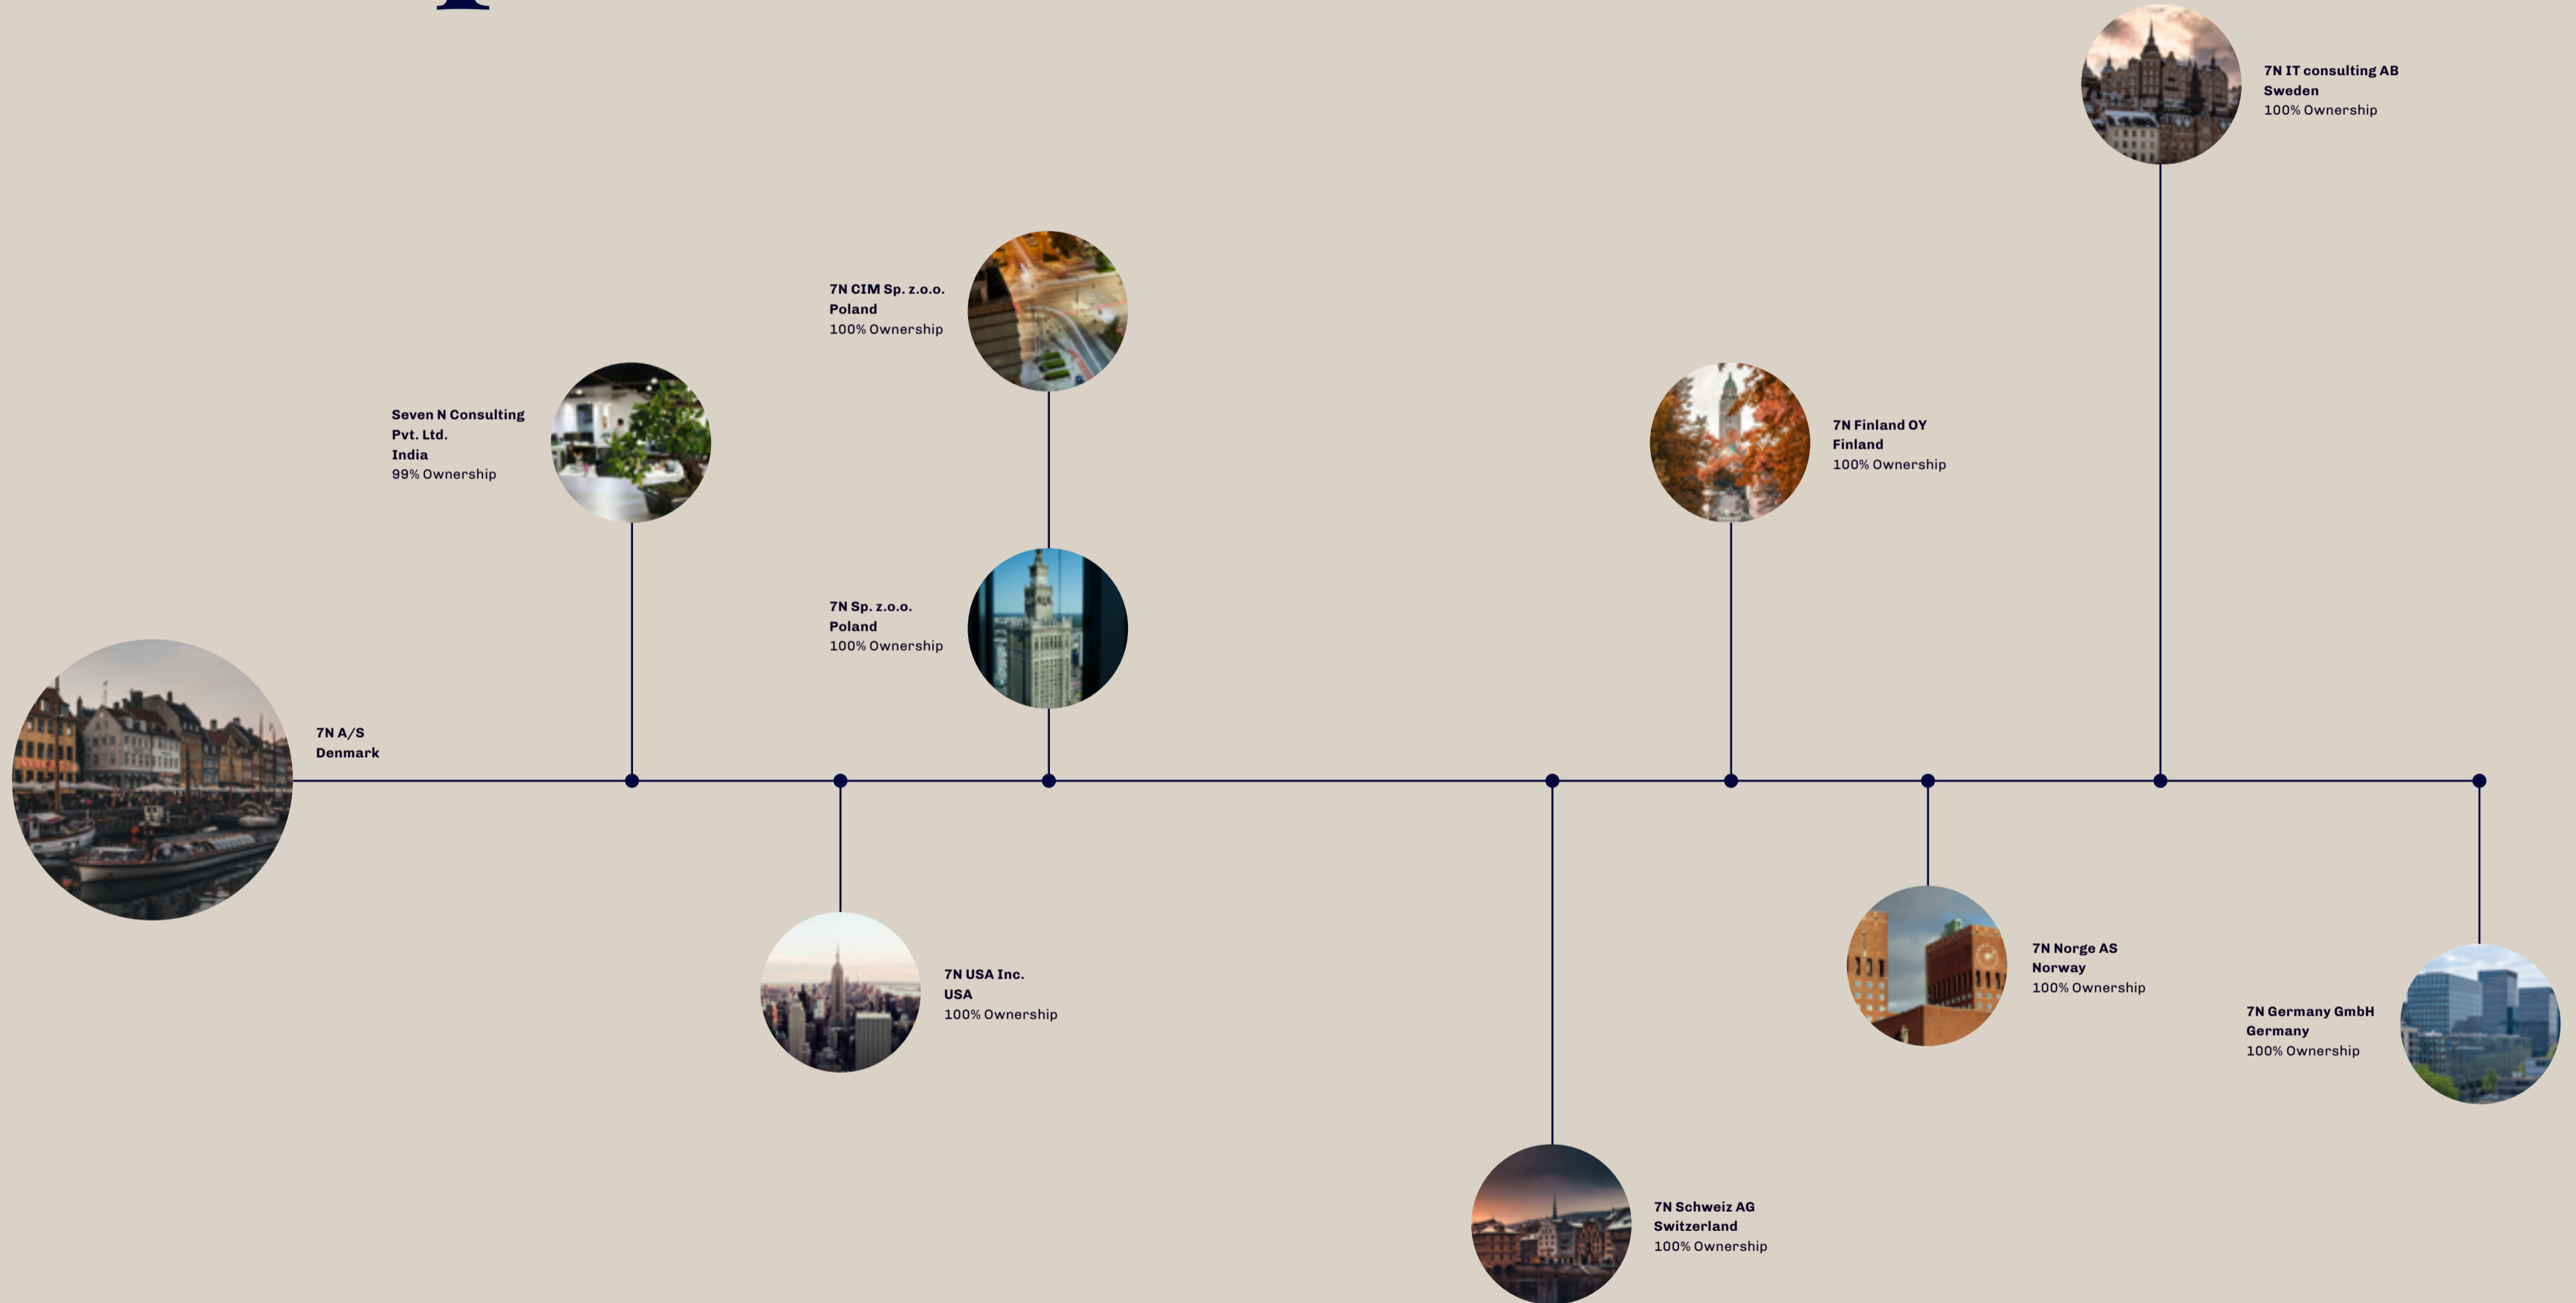 7N IT consulting AB
Sweden
100% Ownership
7N CIM Sp. z.o.o.
Poland
100% Ownership
Seven N Consulting
Pvt. Ltd.
India
99% Ownership
7N Finland OY
Finland
100% Ownership
7N Sp. z.o.o.
Poland
100% Ownership
7N A/S
Denmark
7N USA Inc.
USA
100% Ownership
7N Norge AS
Norway
100% Ownership
7N Germany GmbH
Germany
100% Ownership
7N Schweiz AG
Switzerland
100% Ownership